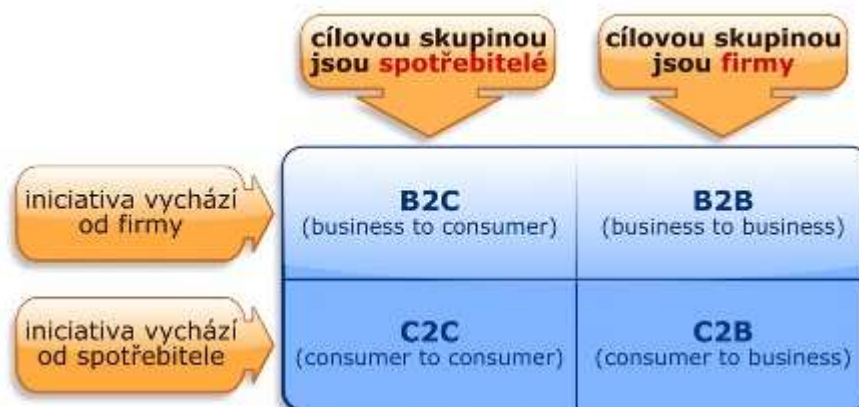 cílovou skupinou
jsou spotřebitelé
cílovou skupinou
jsou firmy
iniciativa vychází
od firmy
B2C
(business to consumer)
B2B
(business to business)
iniciativa vychází
od spotřebitele
C2C
(consumer to consumer)
C2B
(consumer to business)